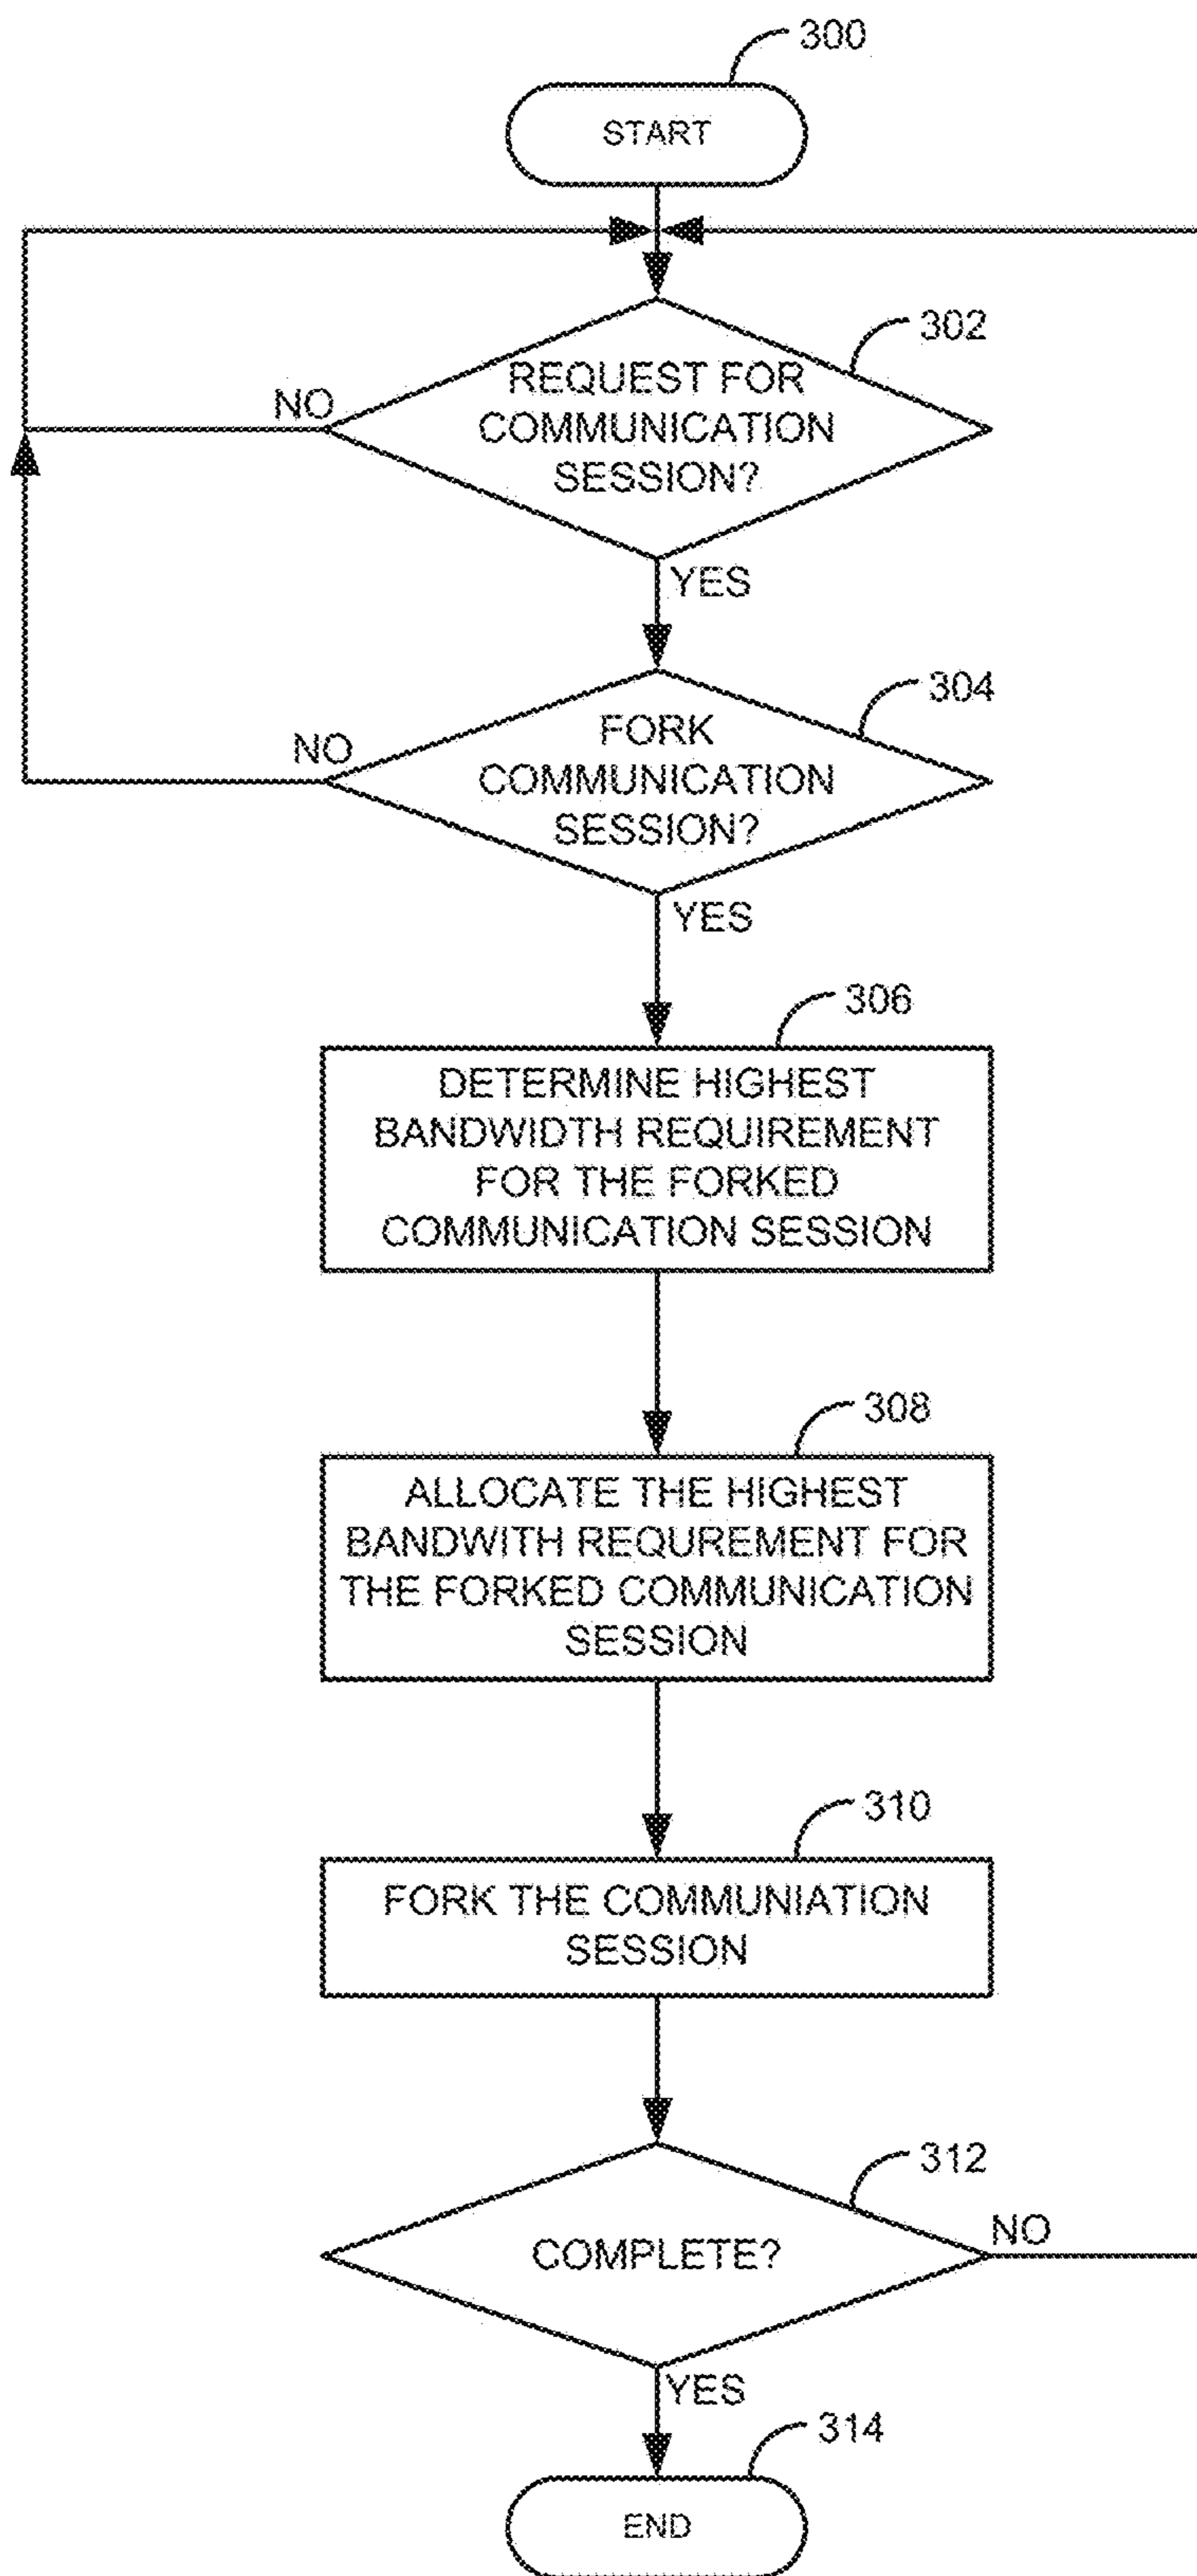 300
START
302
REQUEST FOR
COMMUNICATION
SESSION?
NO
YES
304
FORK
COMMUNICATION
SESSION?
NO
YES
306
DETERMINE HIGHEST
BANDWIDTH REQUIREMENT
FOR THE FORKED
COMMUNICATION SESSION
308
ALLOCATE THE HIGHEST
BANDWITH REQUREMENT FOR
THE FORKED COMMUNICATION
SESSION
310
FORK THE COMMUNIATION
SESSION
312
COMPLETE?
NO
YES
314
END